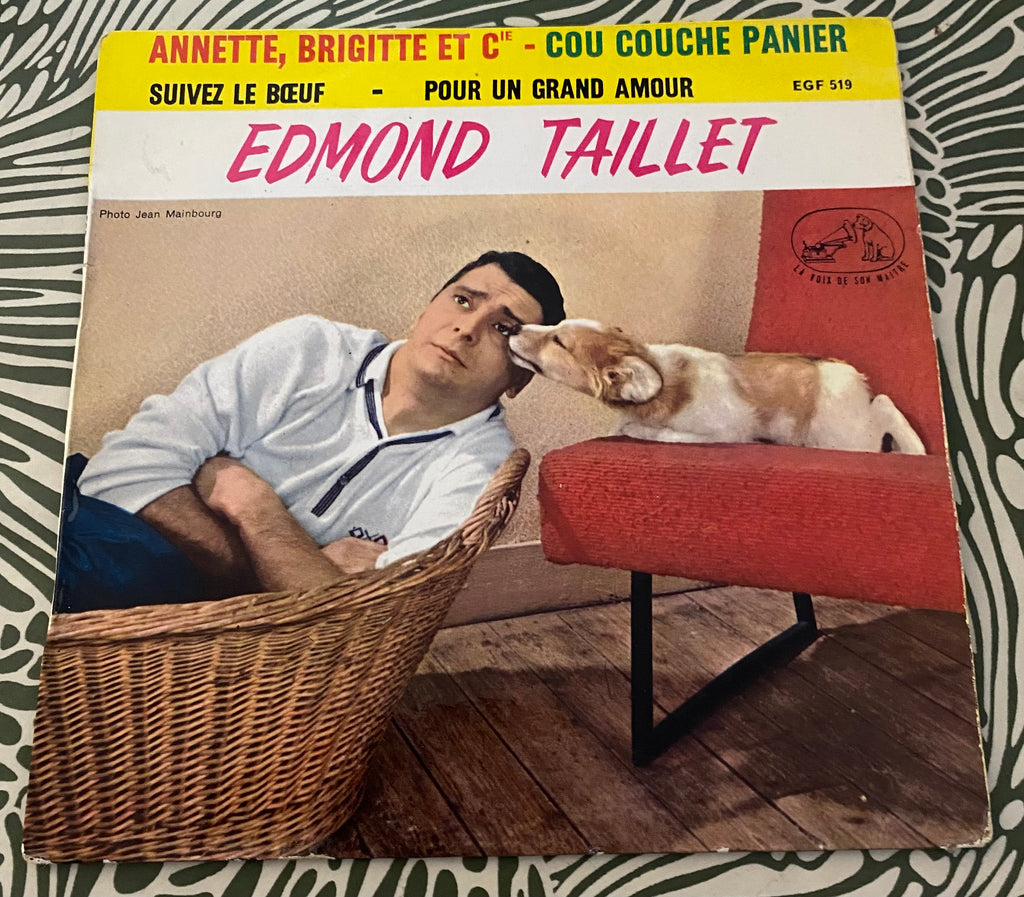 ANNETTE, BRIGITTE ET Cᴵᴱ - COU COUCHE PANIER
SUIVEZ LE BŒUF - POUR UN GRAND AMOUR EGF 519
EDMOND TAILLET
Photo Jean Mainbourg
LA VOIX DE SON MAITRE